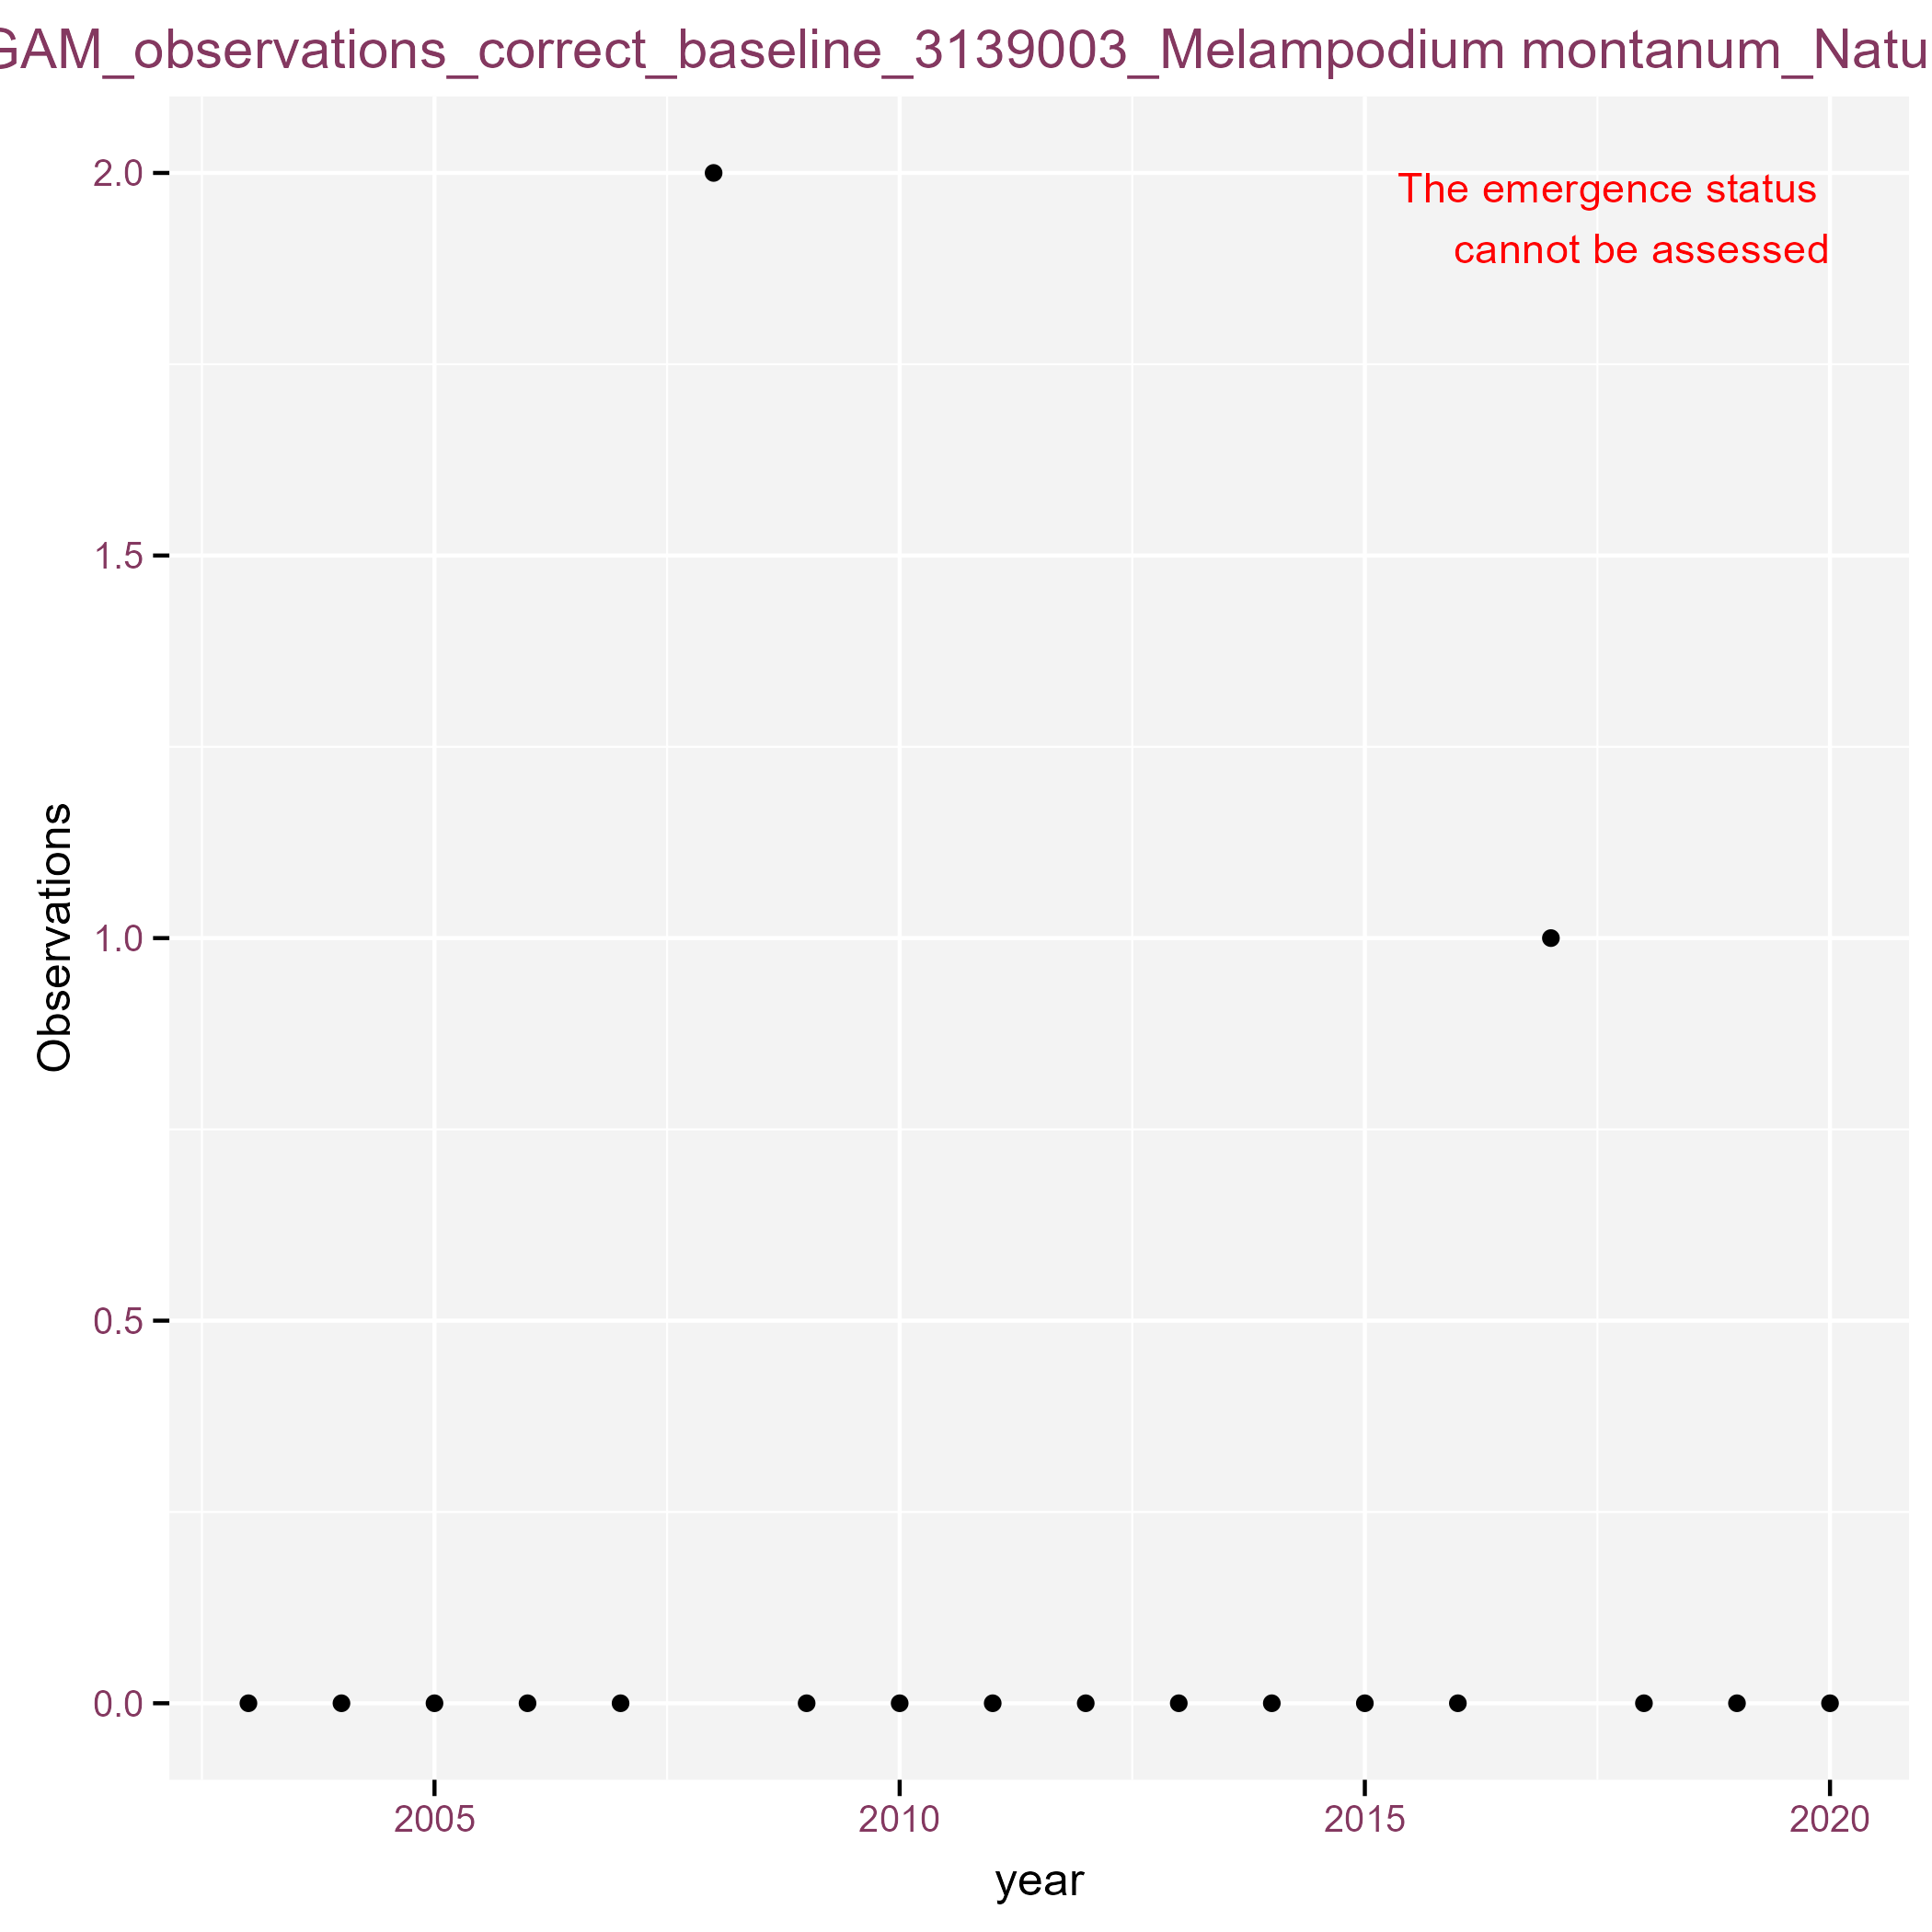 GAM_observations_correct_baseline_3139003_Melampodium montanum_Natu
The emergence status
cannot be assessed
2.0
1.5
1.0
0.5
0.0
Observations
2005 2010 2015 2020
year